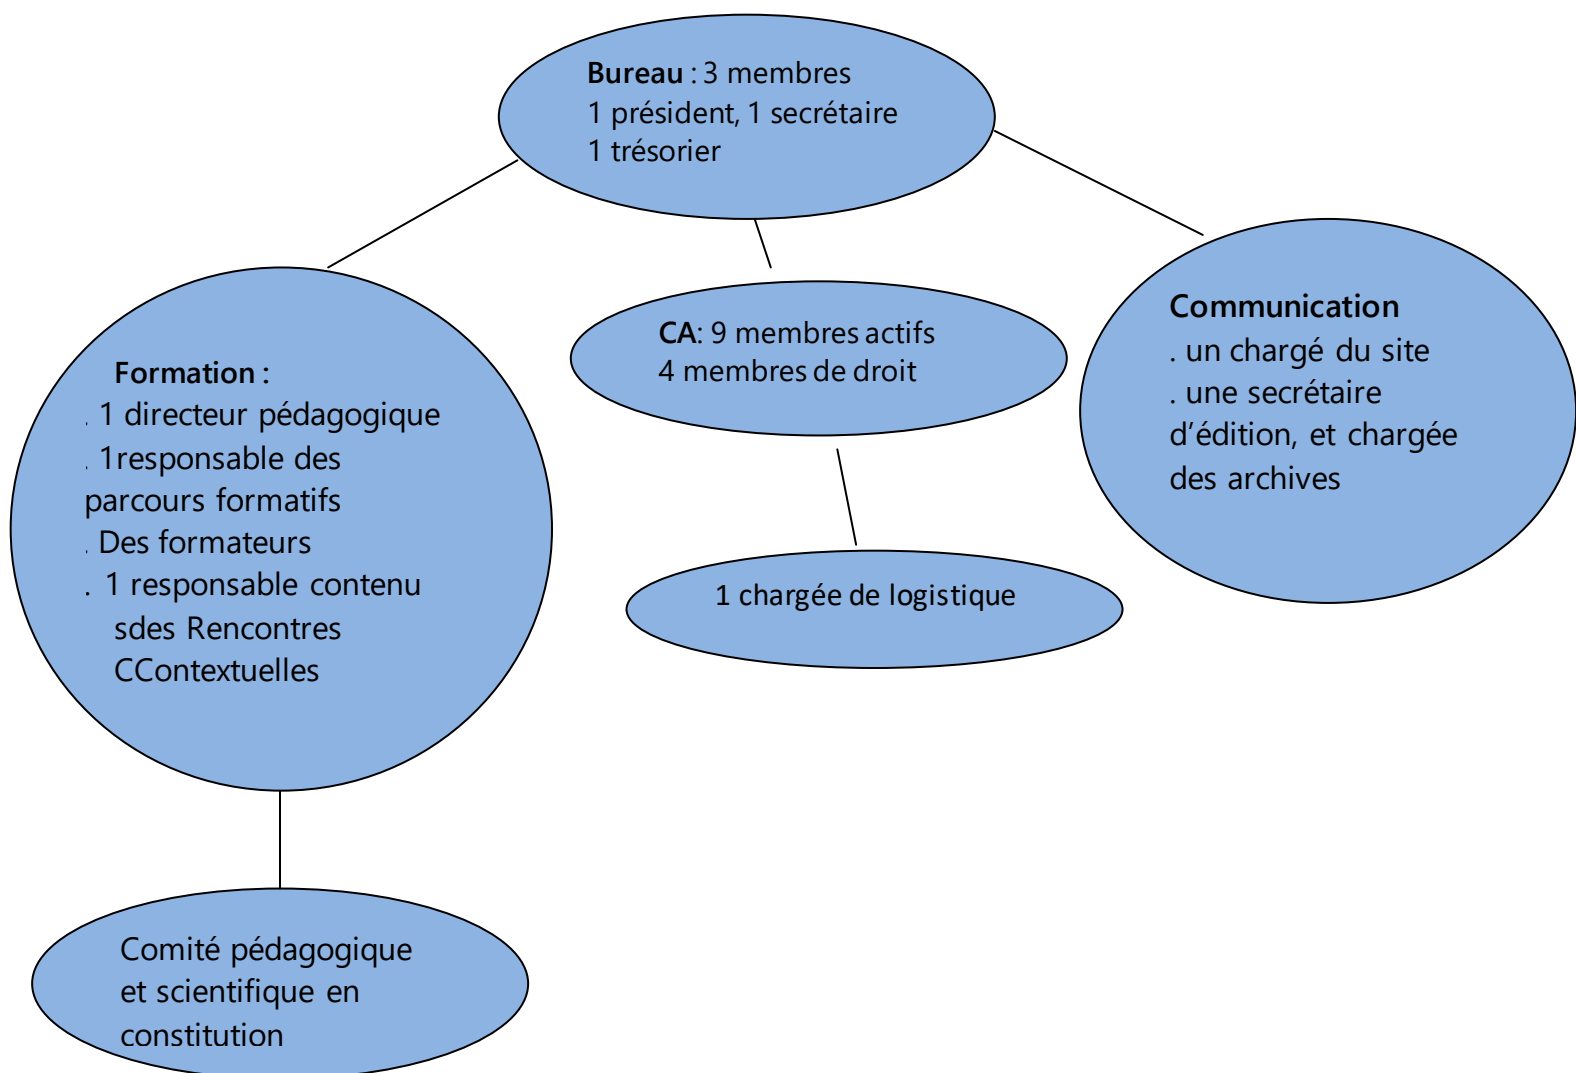 Bureau : 3 membres
1 président, 1 secrétaire
1 trésorier
Formation :
. 1 directeur pédagogique
. 1responsable des
parcours formatifs
. Des formateurs
. 1 responsable contenu
sdes Rencontres
CContextuelles
CA: 9 membres actifs
4 membres de droit
Communication
. un chargé du site
. une secrétaire
d’édition, et chargée
des archives
1 chargée de logistique
Comité pédagogique
et scientifique en
constitution